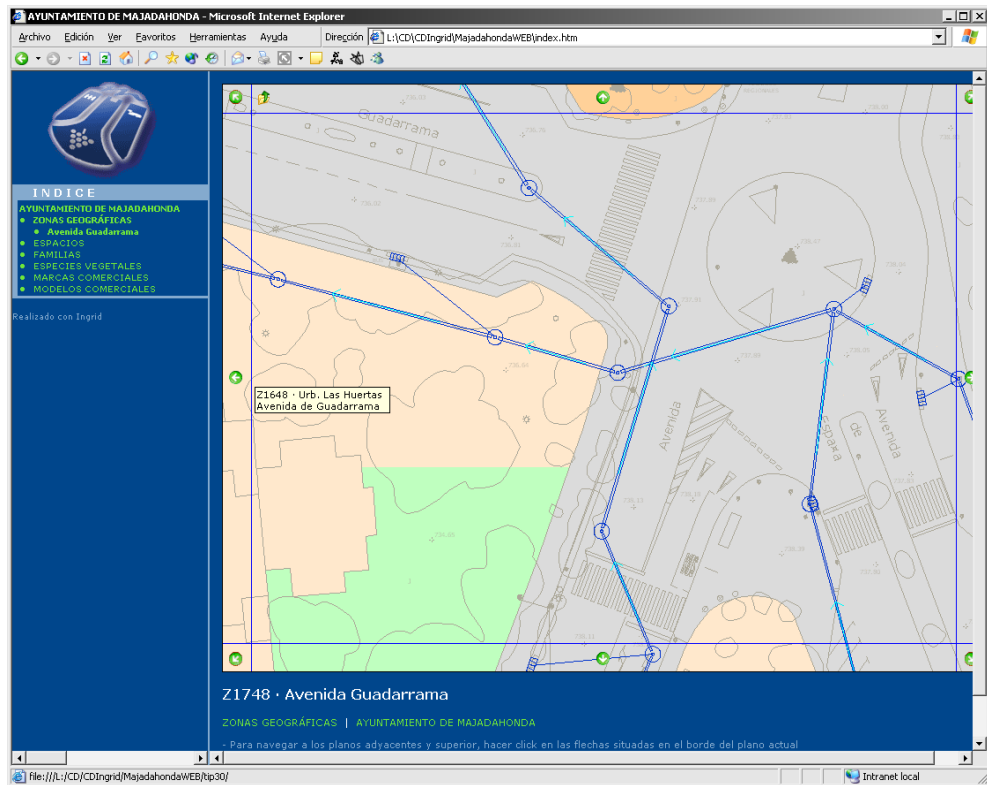 AYUNTAMIENTO DE MAJADAHONDA - Microsoft Internet Explorer
Archivo Edición Ver Favoritos Herramientas Ayuda Dirección L:\CD\CDIngrid\MajadahondaWEB\index.htm
INDICE
AYUNTAMIENTO DE MAJADAHONDA
ZONAS GEOGRÁFICAS
Avenida Guadarrama
ESPACIOS
FAMILIAS
ESPECIES VEGETALES
MARCAS COMERCIALES
MODELOS COMERCIALES
Realizado con Ingrid
Guadarrama
Z1648 · Urb. Las Huertas
Avenida de Guadarrama
Avenida
España
de
Avenida
Z1748 · Avenida Guadarrama
ZONAS GEOGRÁFICAS | AYUNTAMIENTO DE MAJADAHONDA
- Para navegar a los planos adyacentes y superior, hacer click en las flechas situadas en el borde del plano actual
file:///L:/CD/CDIngrid/MajadahondaWEB/tip30/ Intranet local